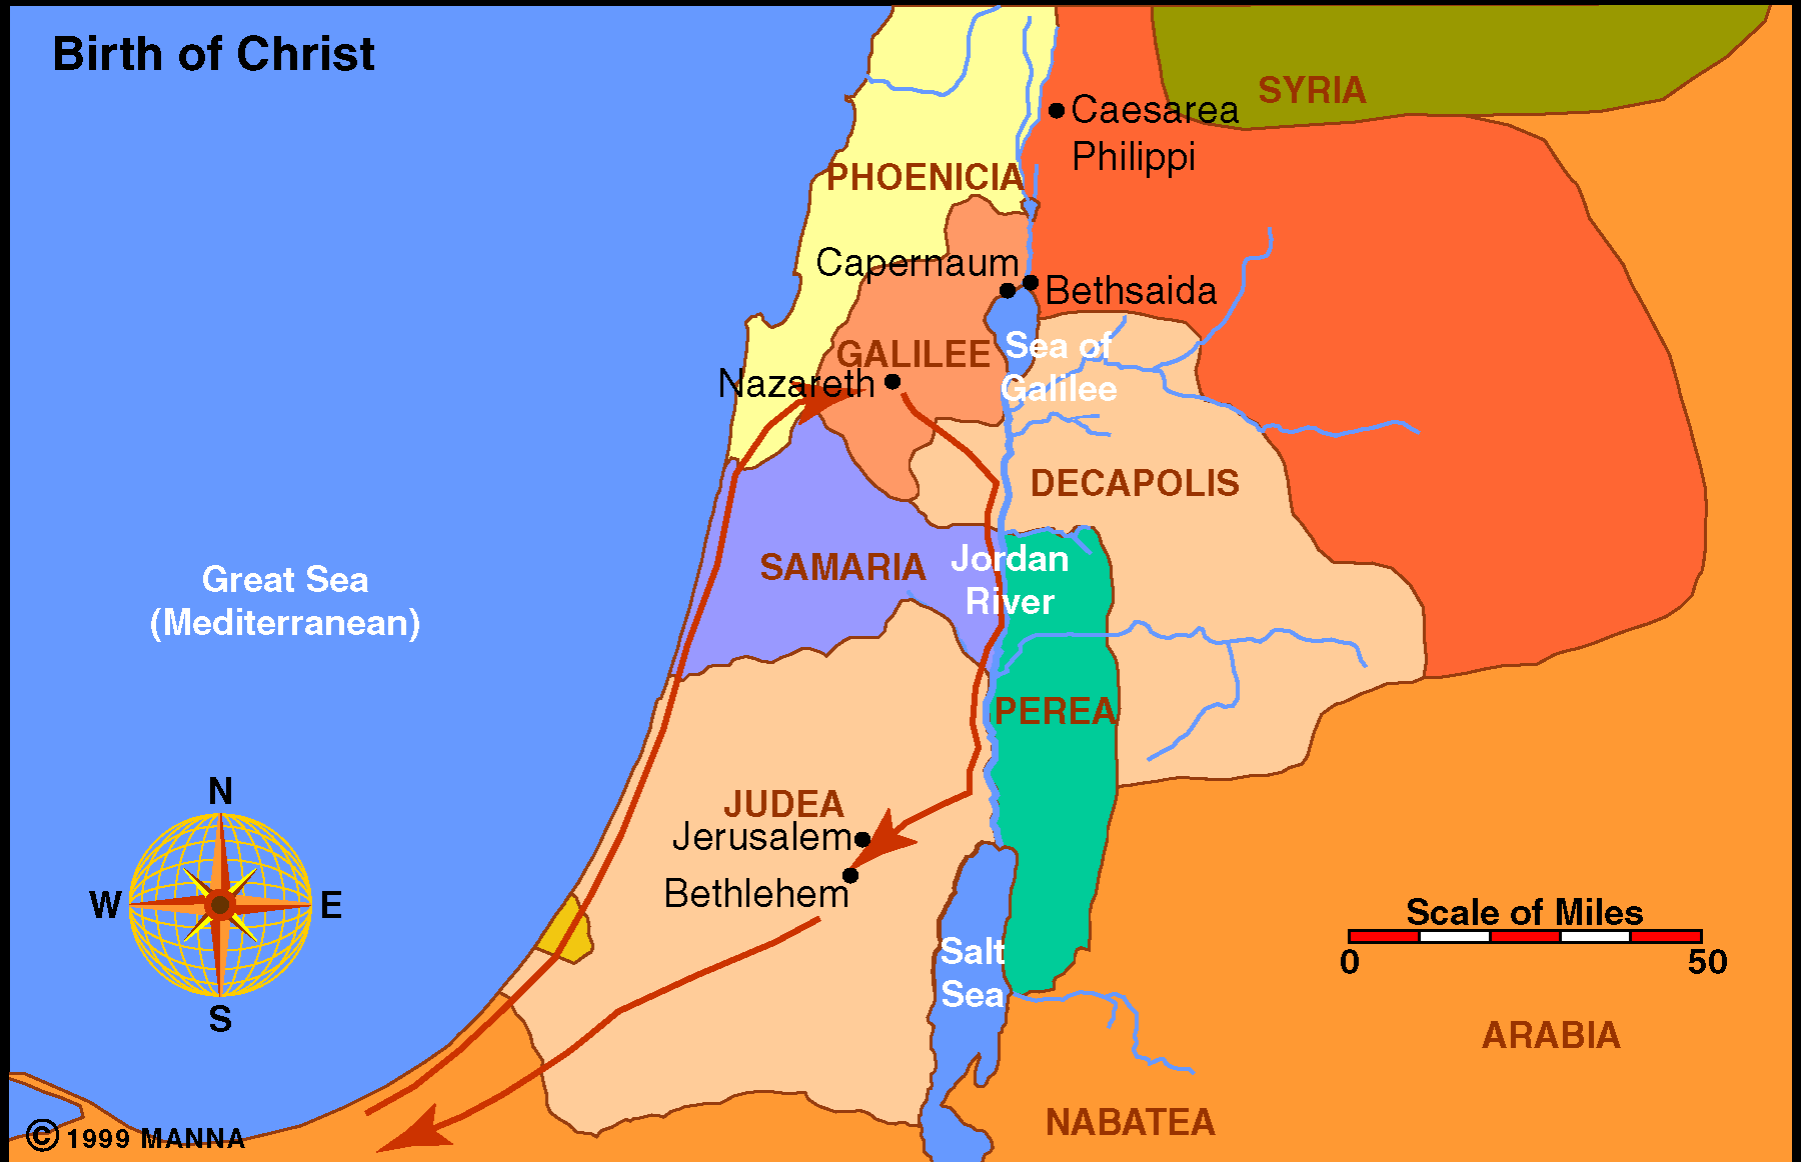 Birth of Christ
SYRIA
Caesarea
Philippi
PHOENICIA
Capernaum
Bethsaida
Sea of
Galilee
GALILEE
Nazareth
DECAPOLIS
Jordan
River
SAMARIA
Great Sea
(Mediterranean)
PEREA
N
W
E
S
JUDEA
Jerusalem
Bethlehem
Salt
Sea
Scale of Miles
0 50
ARABIA
NABATEA
© 1999 MANNA